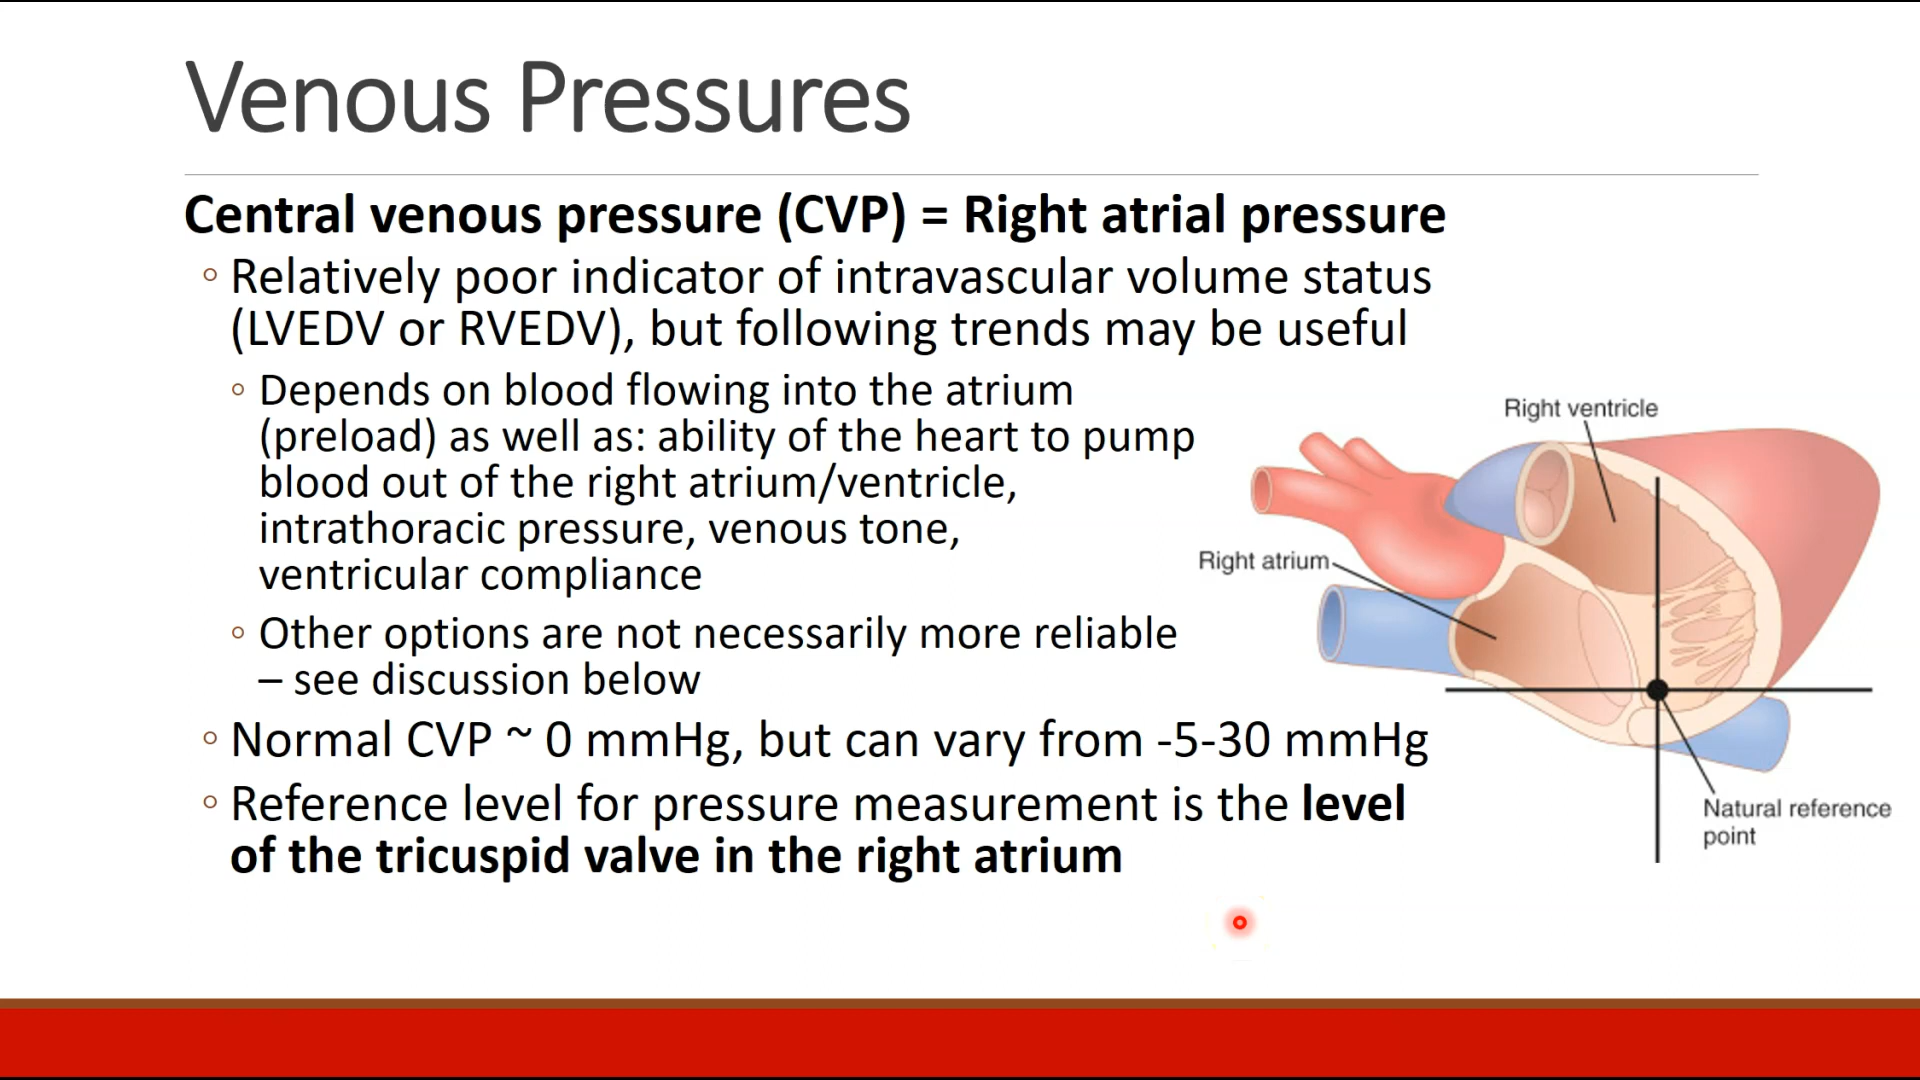 Venous Pressures
Central venous pressure (CVP) = Right atrial pressure
◦ Relatively poor indicator of intravascular volume status
(LVEDV or RVEDV), but following trends may be useful
◦ Depends on blood flowing into the atrium
(preload) as well as: ability of the heart to pump
blood out of the right atrium/ventricle,
intrathoracic pressure, venous tone,
ventricular compliance
◦ Other options are not necessarily more reliable
– see discussion below
◦ Normal CVP ~ 0 mmHg, but can vary from -5-30 mmHg
◦ Reference level for pressure measurement is the level
of the tricuspid valve in the right atrium
Right ventricle
Right atrium
Natural reference
point